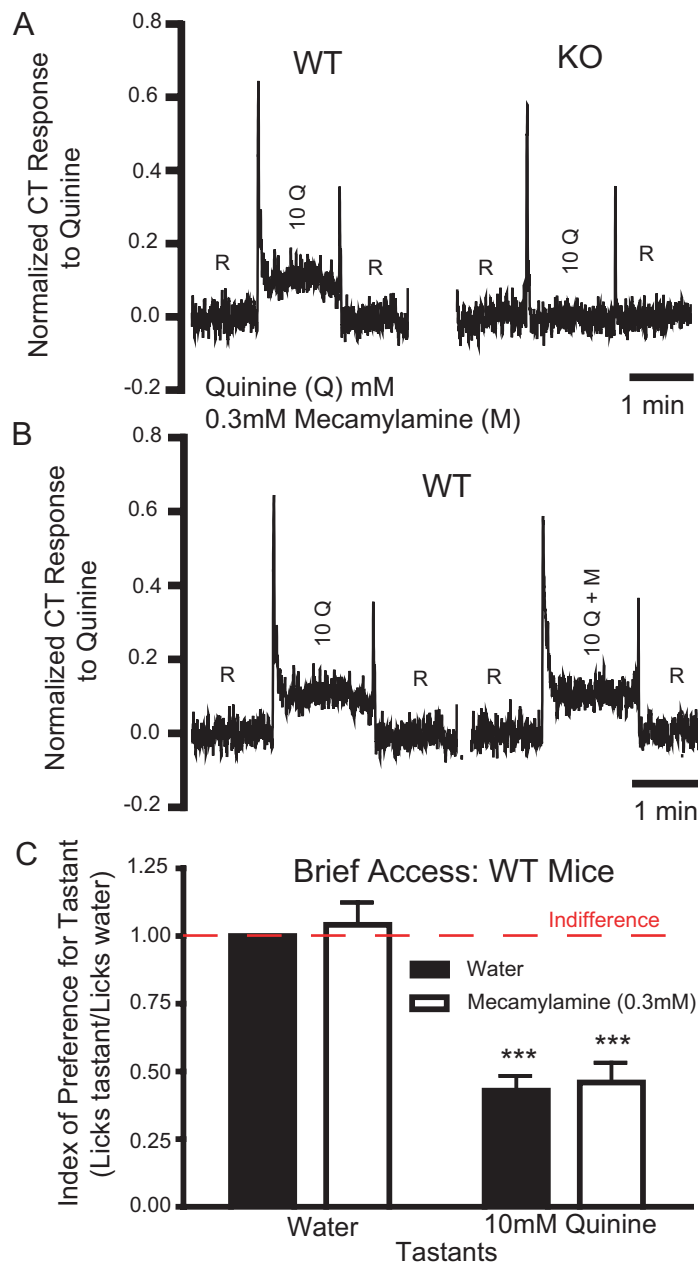 A
Normalized CT Response
to Quinine
0.8
0.6
0.4
0.2
0.0
-0.2
WT
KO
R
10 Q
R
R
10 Q
R
1 min
Quinine (Q) mM
0.3mM Mecamylamine (M)
B
Normalized CT Response
to Quinine
0.8
0.6
0.4
0.2
0.0
-0.2
WT
R
10 Q
R
R
10 Q + M
R
1 min
C
Index of Preference for Tastant
(Licks tastant/Licks water)
1.25
1.00
0.75
0.50
0.25
0.00
Brief Access: WT Mice
Indifference
Water
Mecamylamine (0.3mM)
***
***
Water
10mM Quinine
Tastants